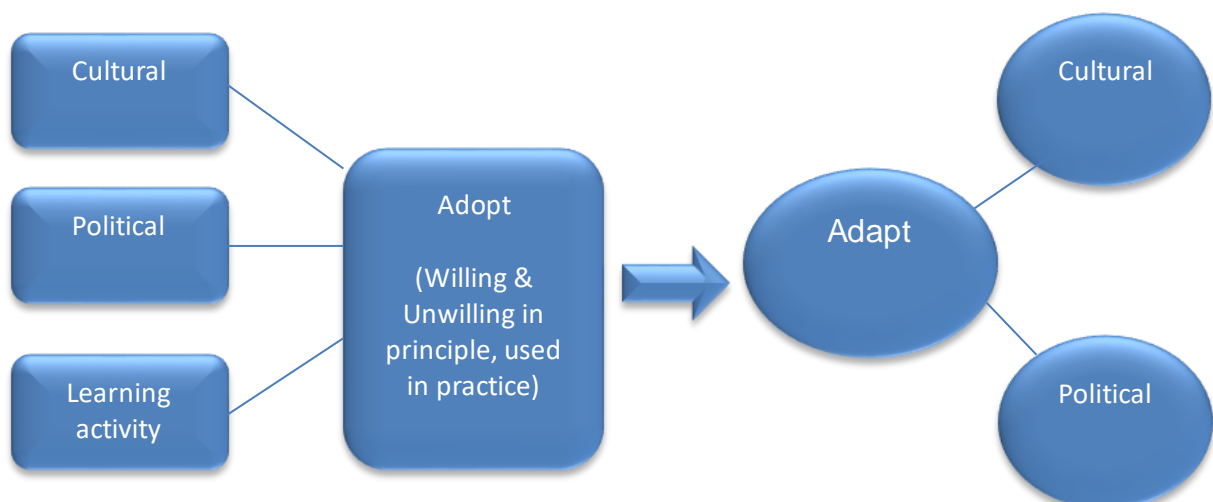 Cultural
Political
Learning
activity
Adopt
(Willing &
Unwilling in
principle, used
in practice)
Adapt
Cultural
Political